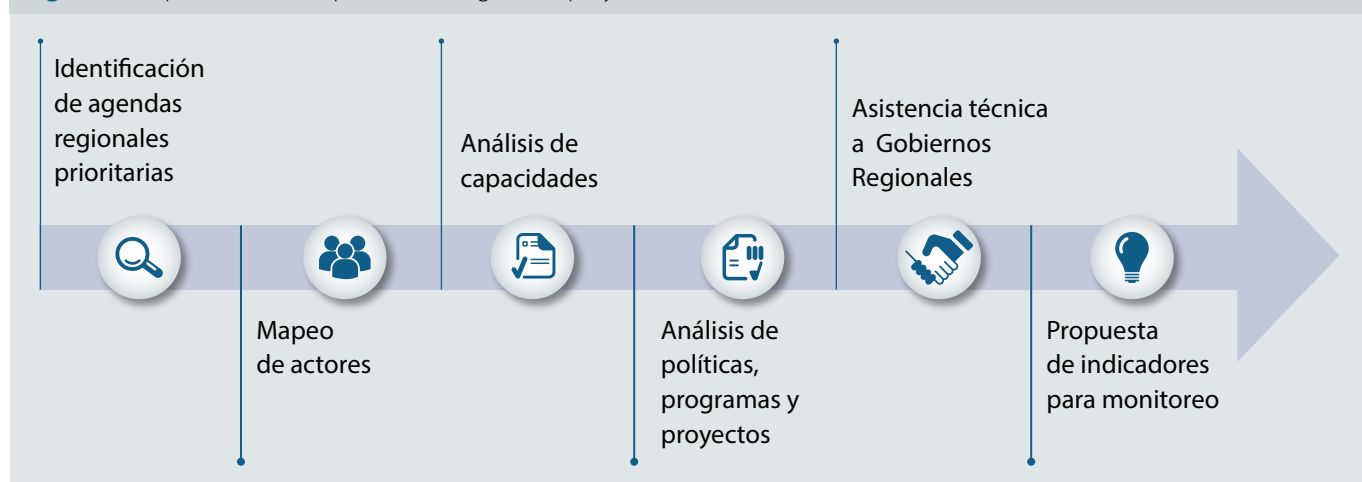 Identificación
de agendas
regionales
prioritarias
Mapeo
de actores
Análisis de
capacidades
Análisis de
políticas,
programas y
proyectos
Asistencia técnica
a Gobiernos
Regionales
Propuesta
de indicadores
para monitoreo